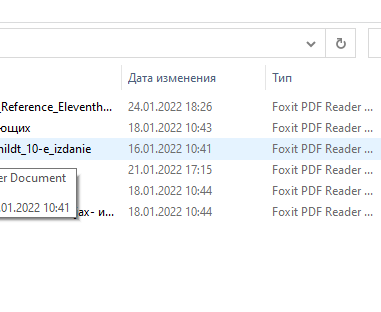 Дата изменения Тип
_Reference_Eleventh... 24.01.2022 18:26 Foxit PDF Reader ...
ющих 18.01.2022 10:43 Foxit PDF Reader ...
hildt_10-e_izdanie 16.01.2022 10:41 Foxit PDF Reader ...
er Document 21.01.2022 17:15 Foxit PDF Reader ...
18.01.2022 10:44 Foxit PDF Reader ...
.01.2022 10:41 ах- и... 18.01.2022 10:44 Foxit PDF Reader ...